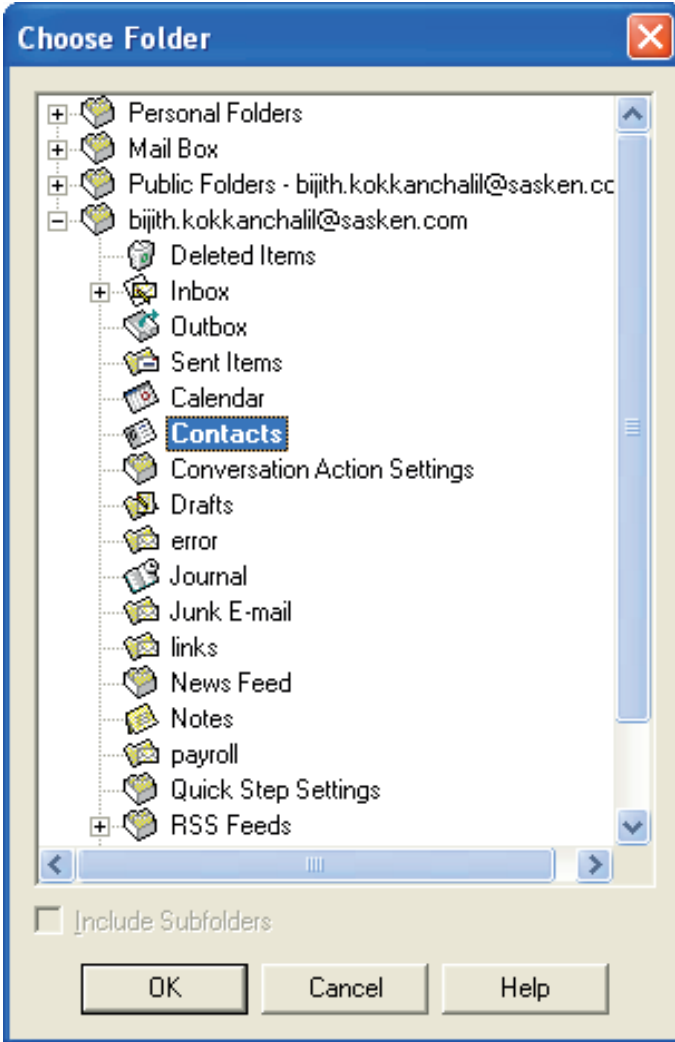 Choose Folder
Personal Folders
Mail Box
Public Folders - bijith.kokkanchalil@sasken.cc
bijith.kokkanchalil@sasken.com
Deleted Items
Inbox
Outbox
Sent Items
Calendar
Contacts
Conversation Action Settings
Drafts
error
Journal
Junk E-mail
links
News Feed
Notes
payroll
Quick Step Settings
RSS Feeds
Include Subfolders
OK Cancel Help